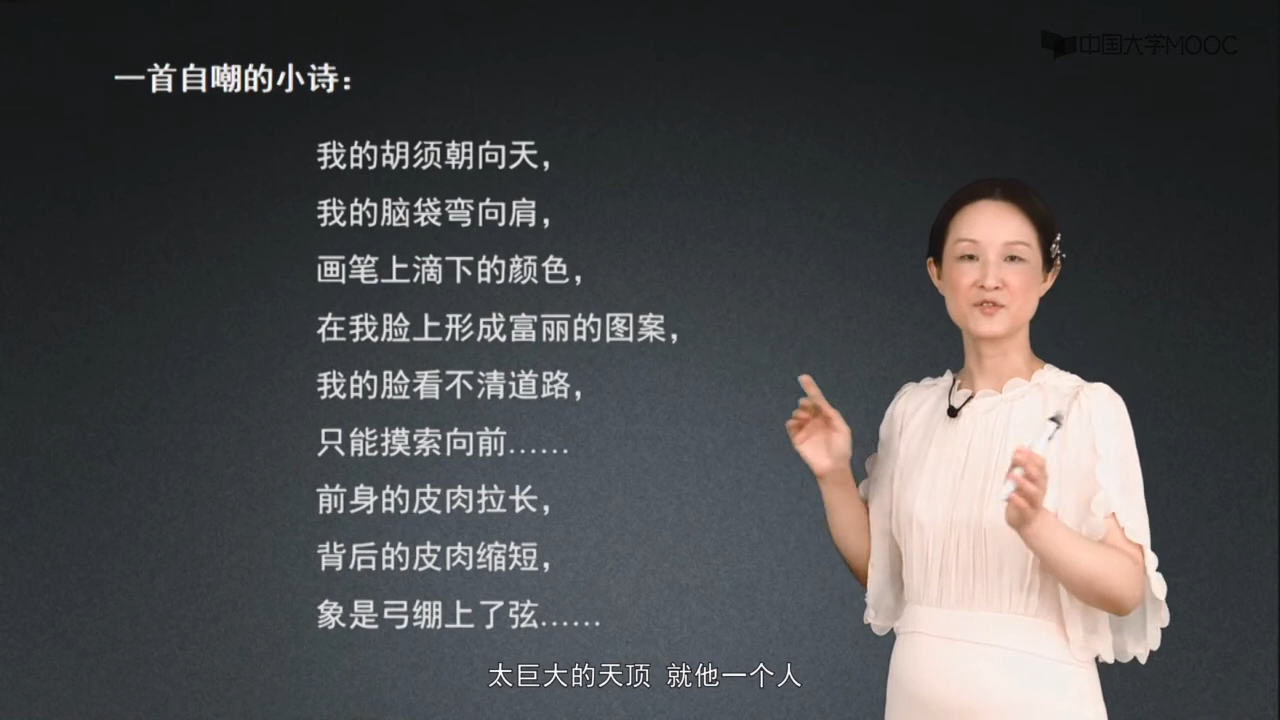 中国大学MOOC
一首自嘲的小诗：
我的胡须朝向天，
我的脑袋弯向肩，
画笔上滴下的颜色，
在我脸上形成富丽的图案，
我的脸看不清道路，
只能摸索向前……
前身的皮肉拉长，
背后的皮肉缩短，
象是弓绷上了弦……
太巨大的天顶 就他一个人